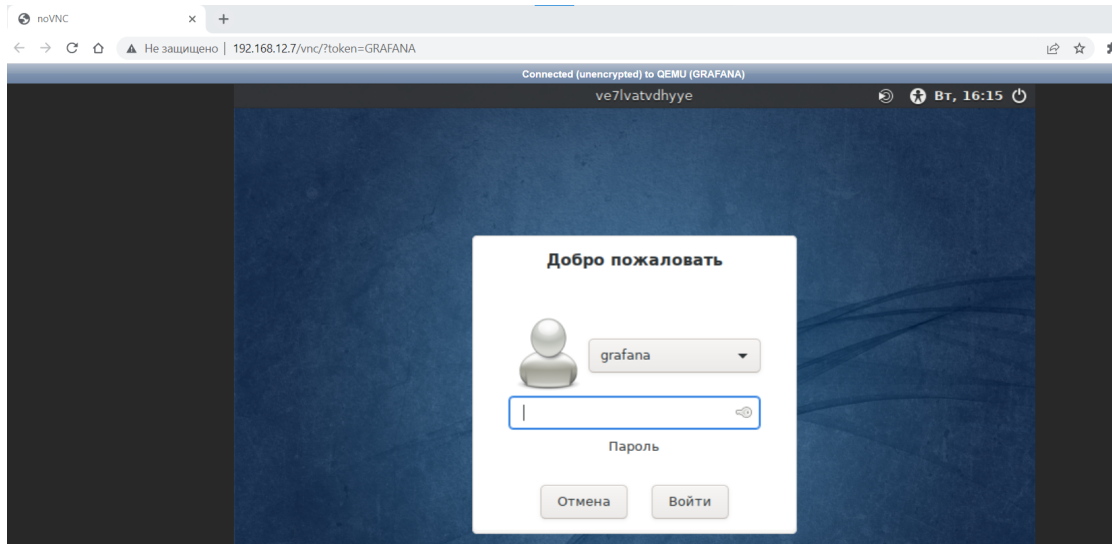 noVNC
Не защищено | 192.168.12.7/vnc/?token=GRAFANA
Connected (unencrypted) to QEMU (GRAFANA)
ve7lvatvdhyye
Вт, 16:15
Добро пожаловать
grafana
Пароль
Отмена
Войти